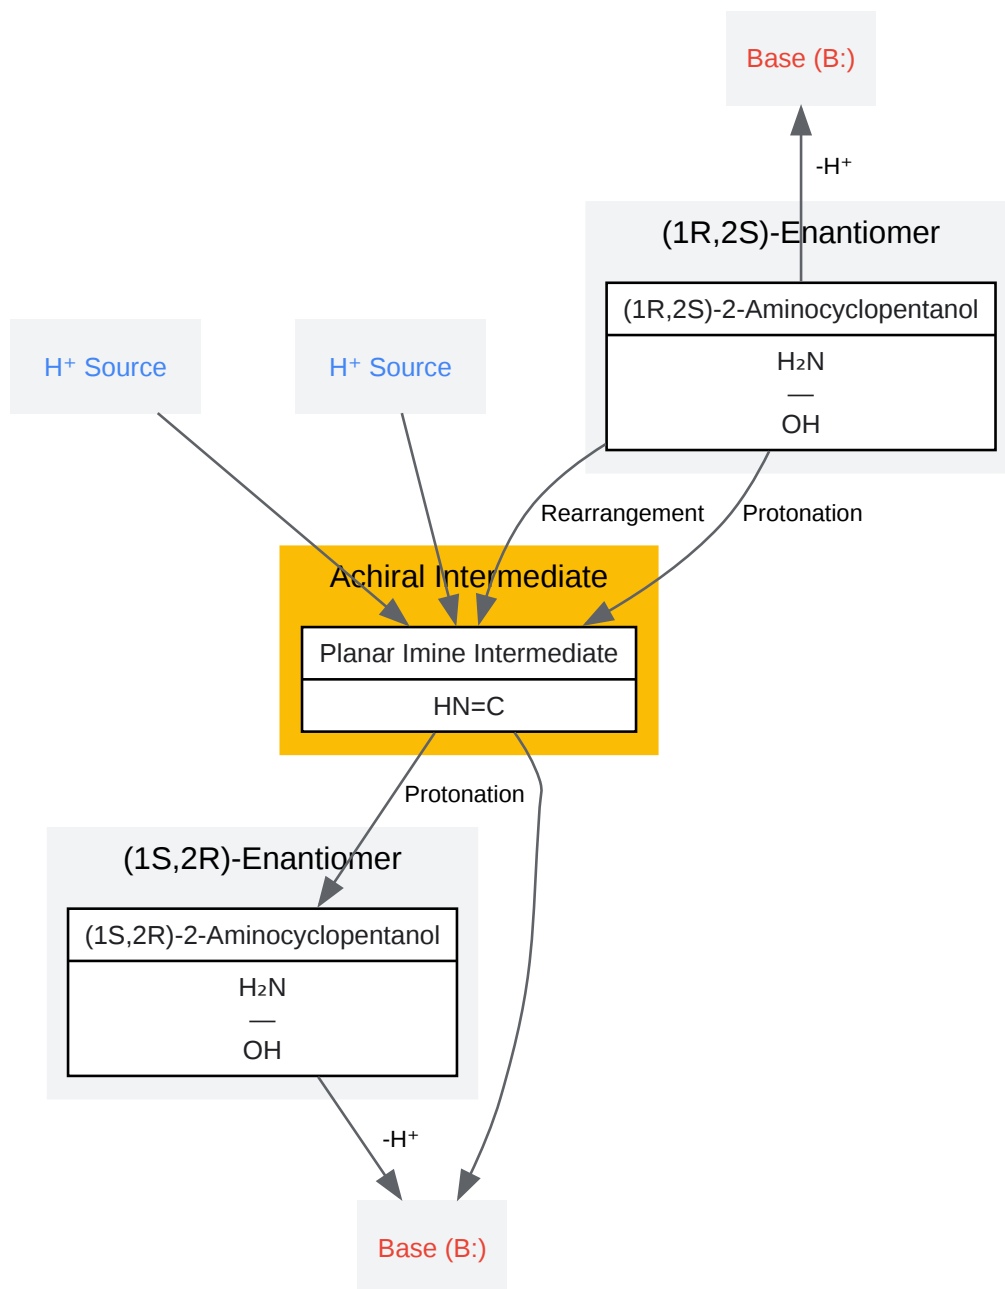 Base (B:)
-H⁺
(1R,2S)-Enantiomer
(1R,2S)-2-Aminocyclopentanol
H₂N
—
OH
H⁺ Source
H⁺ Source
Rearrangement
Protonation
Achiral Intermediate
Planar Imine Intermediate
HN=C
Protonation
(1S,2R)-Enantiomer
(1S,2R)-2-Aminocyclopentanol
H₂N
—
OH
-H⁺
Base (B:)